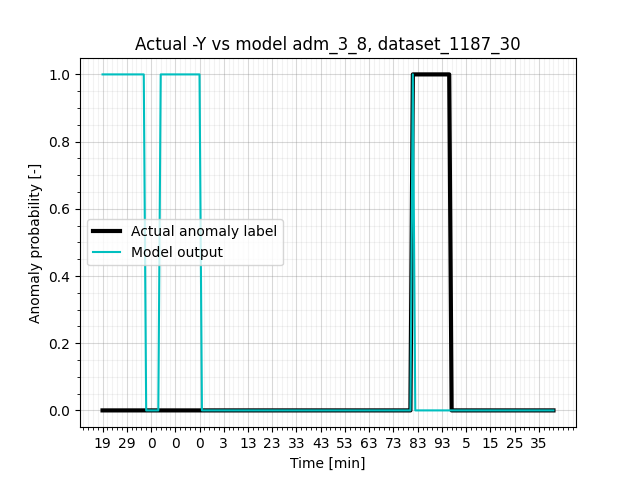 Actual -Y vs model adm_3_8, dataset_1187_30
Anomaly probability [-]
1.0
0.8
0.6
0.4
0.2
0.0
Actual anomaly label
Model output
19 29 0 0 0 3 13 23 33 43 53 63 73 83 93 5 15 25 35
Time [min]